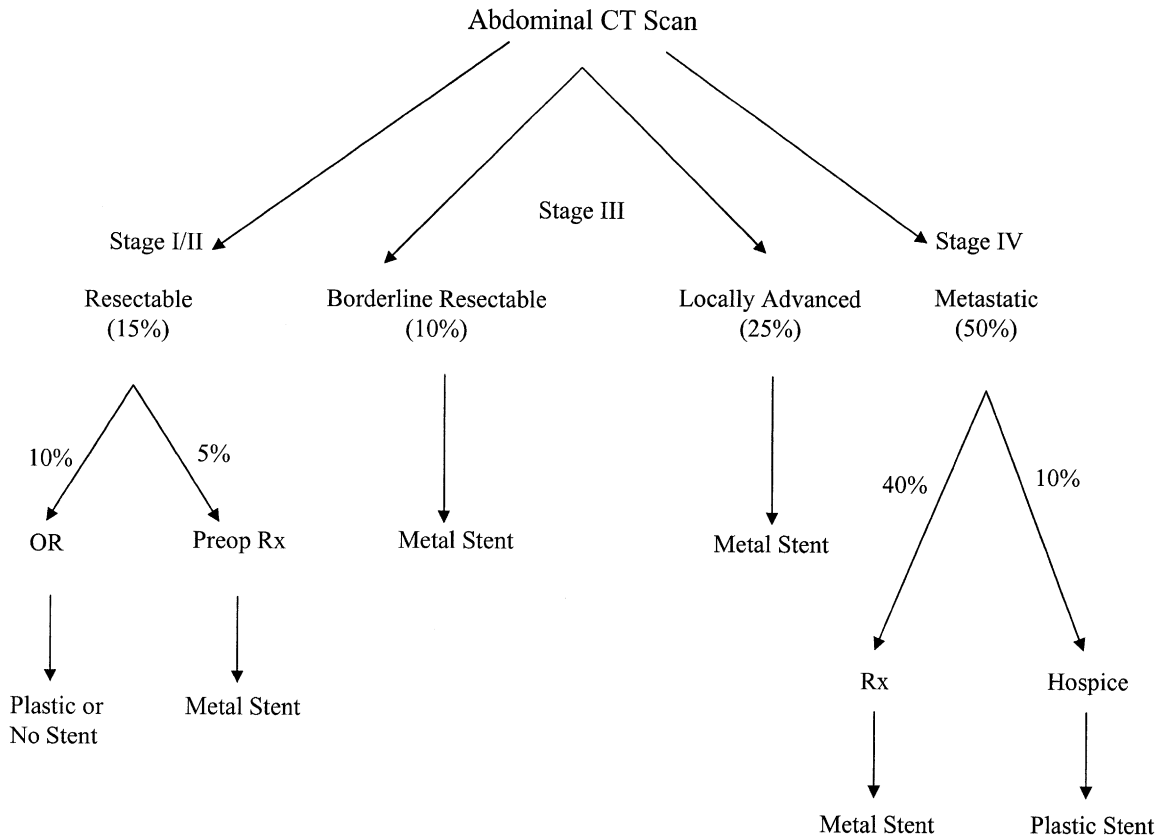 Abdominal CT Scan
Stage III
Stage I/II
Stage IV
Resectable
(15%)
Borderline Resectable
(10%)
Locally Advanced
(25%)
Metastatic
(50%)
10%
5%
40%
10%
OR
Preop Rx
Metal Stent
Metal Stent
Plastic or
No Stent
Metal Stent
Rx
Hospice
Metal Stent
Plastic Stent